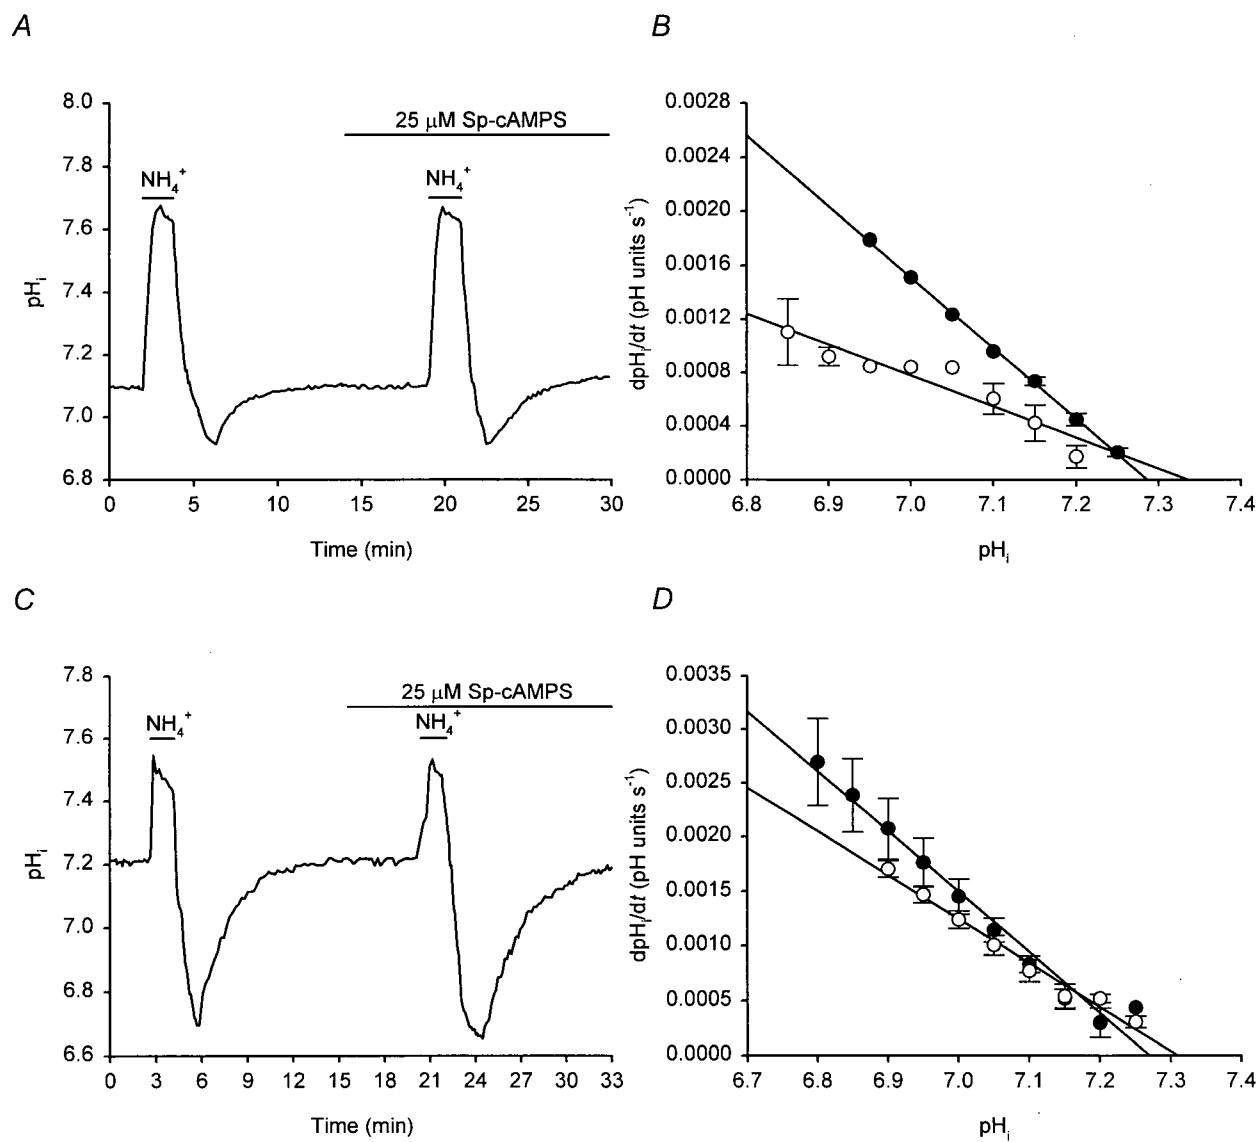 A
8.0
7.8
7.6
7.4
7.2
7.0
6.8
pHᵢ
25 μM Sp-cAMPS
NH₄⁺
NH₄⁺
0 5 10 15 20 25 30
Time (min)
B
0.0028
0.0024
0.0020
0.0016
0.0012
0.0008
0.0004
0.0000
dpHᵢ/dt (pH units s⁻¹)
6.8 6.9 7.0 7.1 7.2 7.3 7.4
pHᵢ
C
7.8
7.6
7.4
7.2
7.0
6.8
6.6
pHᵢ
25 μM Sp-cAMPS
NH₄⁺
NH₄⁺
0 3 6 9 12 15 18 21 24 27 30 33
Time (min)
D
0.0035
0.0030
0.0025
0.0020
0.0015
0.0010
0.0005
0.0000
dpHᵢ/dt (pH units s⁻¹)
6.7 6.8 6.9 7.0 7.1 7.2 7.3 7.4
pHᵢ